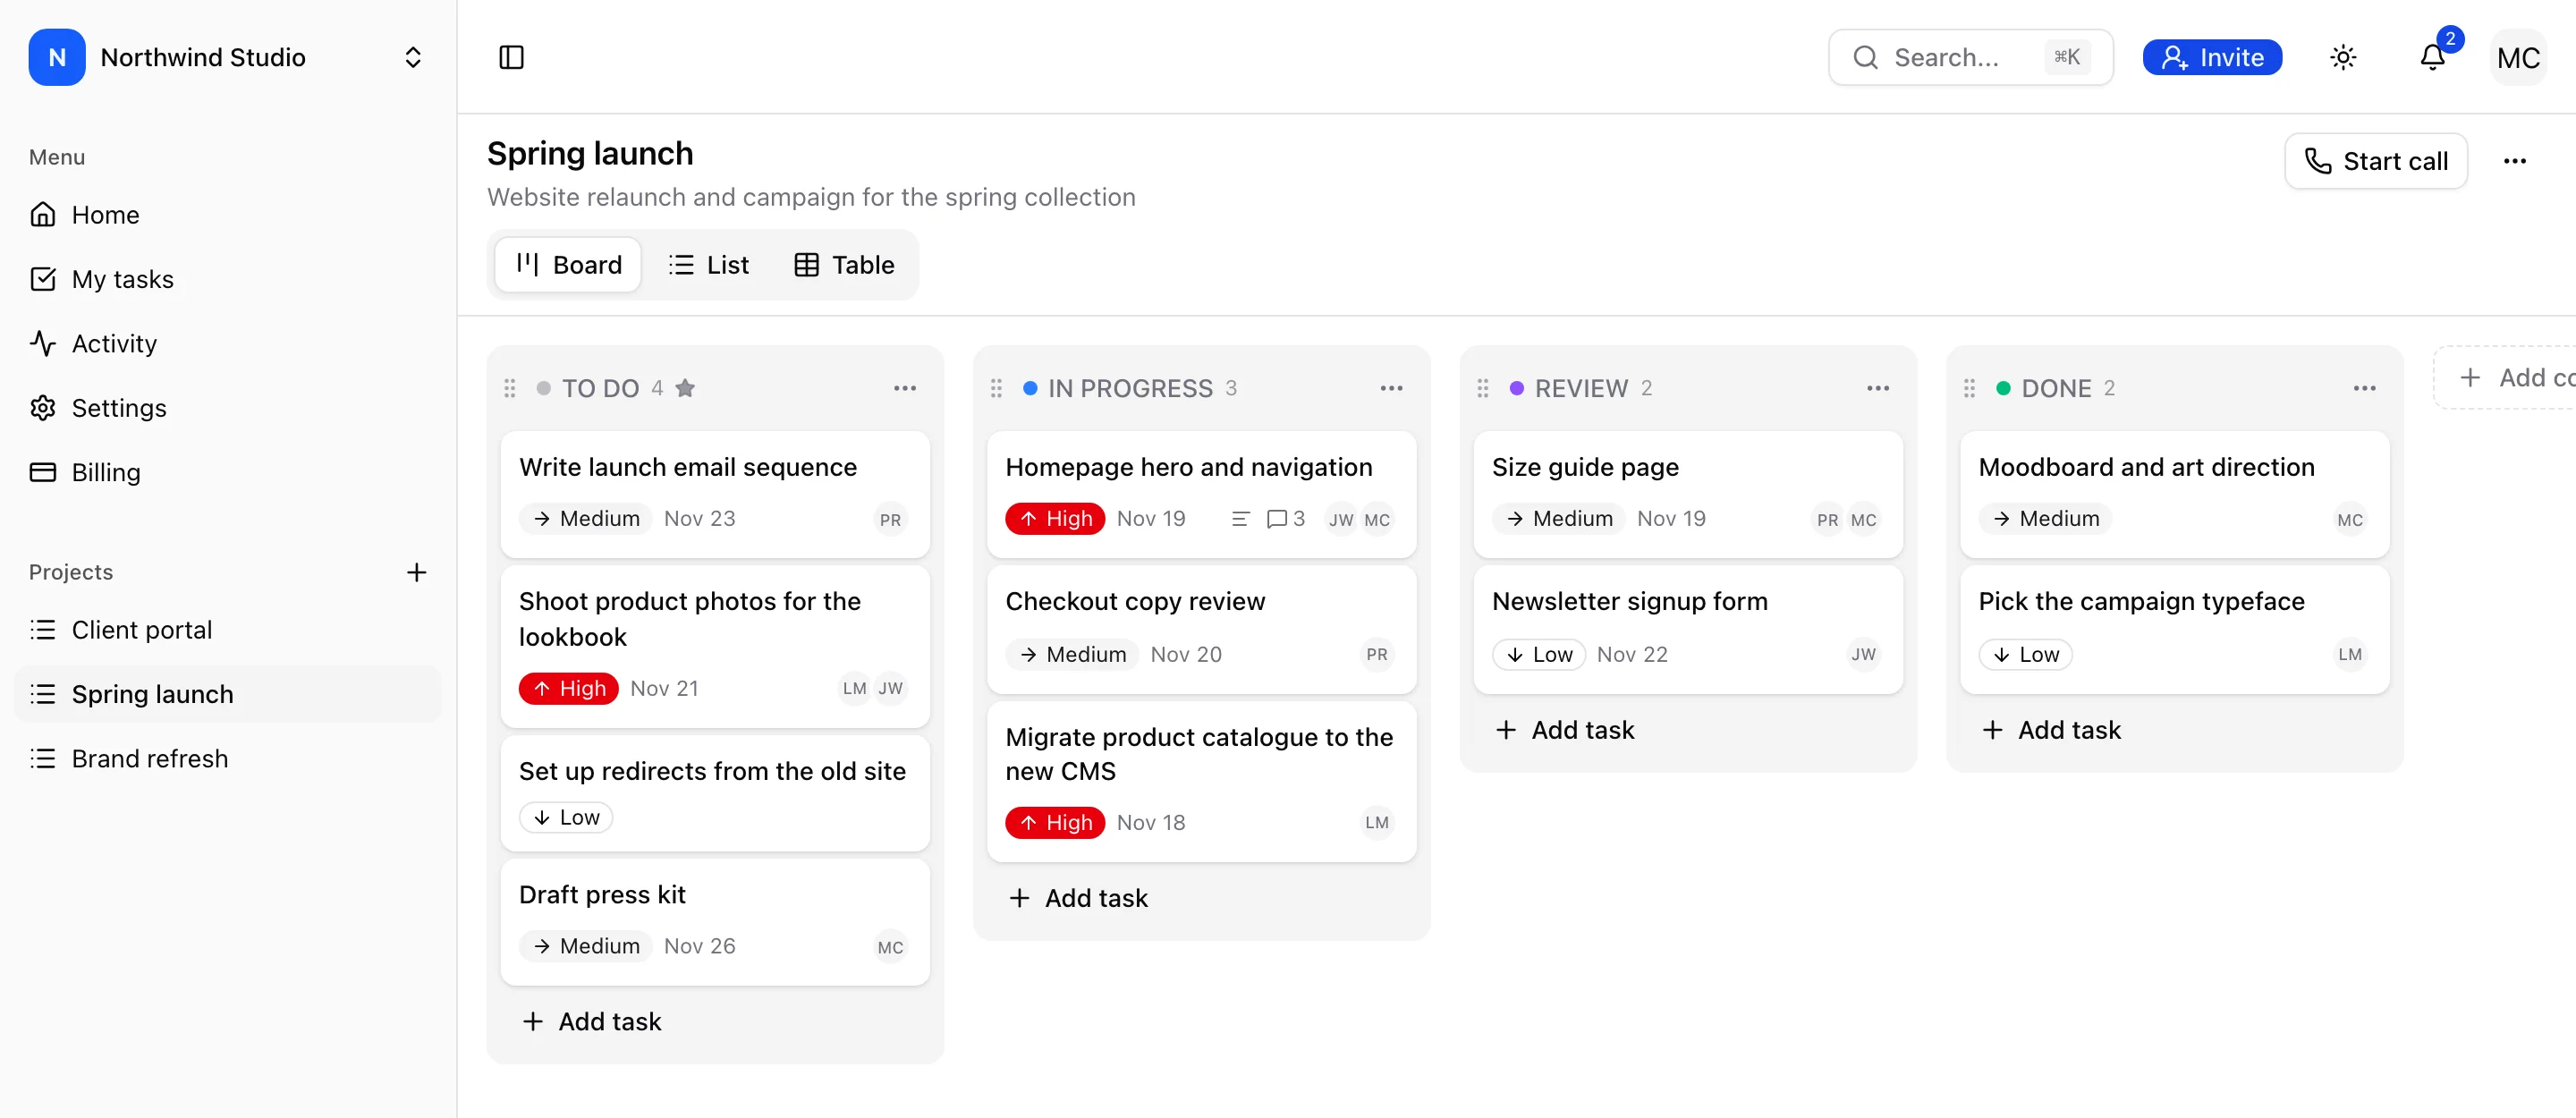 N Northwind Studio
Menu
Home
My tasks
Activity
Settings
Billing
Projects
Client portal
Spring launch
Brand refresh
Search... ⌘K Invite 2 MC
Spring launch
Website relaunch and campaign for the spring collection
Start call
Board List Table
TO DO 4
Write launch email sequence
Medium Nov 23 PR
Shoot product photos for the
lookbook
High Nov 21 LM JW
Set up redirects from the old site
Low
Draft press kit
Medium Nov 26 MC
Add task
IN PROGRESS 3
Homepage hero and navigation
High Nov 19 3 JW MC
Checkout copy review
Medium Nov 20 PR
Migrate product catalogue to the
new CMS
High Nov 18 LM
Add task
REVIEW 2
Size guide page
Medium Nov 19 PR MC
Newsletter signup form
Low Nov 22 JW
Add task
DONE 2
Moodboard and art direction
Medium MC
Pick the campaign typeface
Low LM
Add task
Add